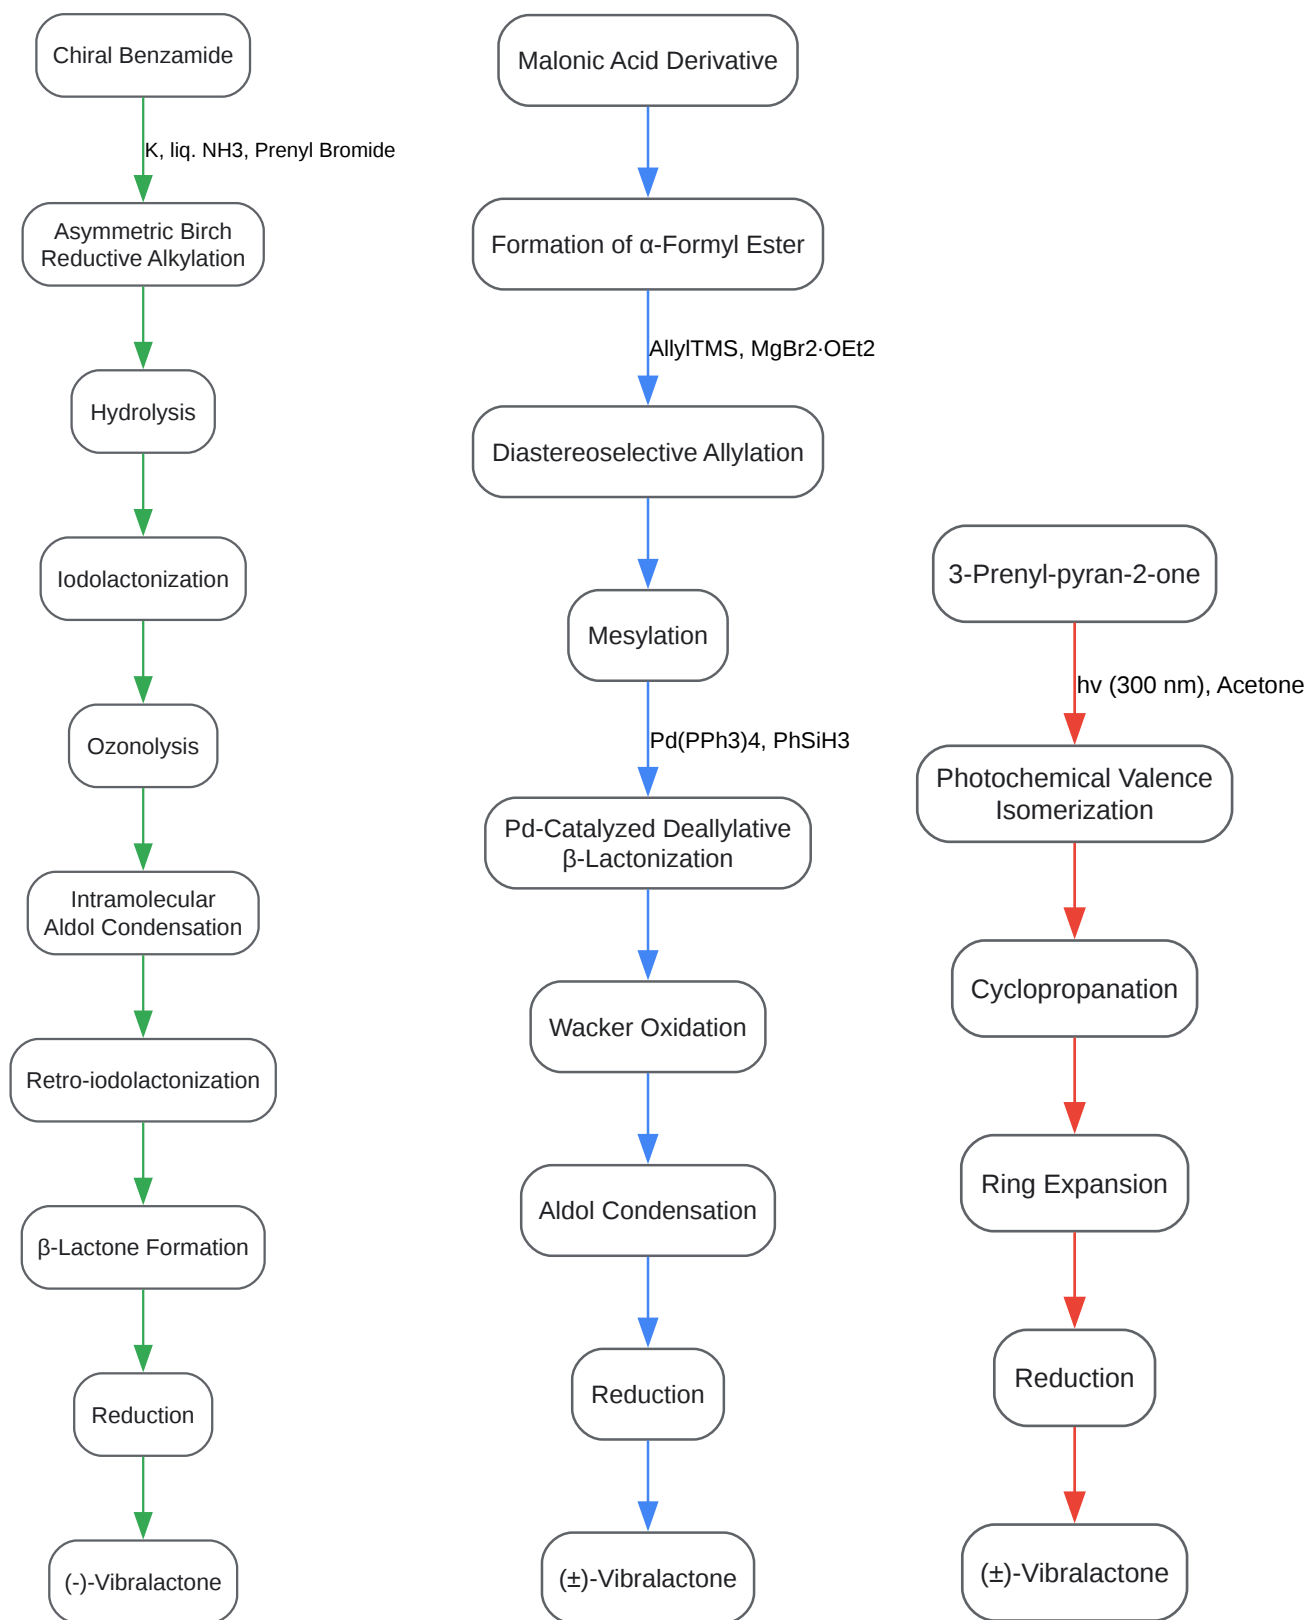 Chiral Benzamide
K, liq. NH3, Prenyl Bromide
Asymmetric Birch
Reductive Alkylation
Hydrolysis
Iodolactonization
Ozonolysis
Intramolecular
Aldol Condensation
Retro-iodolactonization
β-Lactone Formation
Reduction
(-)-Vibralactone
Malonic Acid Derivative
Formation of α-Formyl Ester
AllylTMS, MgBr2·OEt2
Diastereoselective Allylation
Mesylation
Pd(PPh3)4, PhSiH3
Pd-Catalyzed Deallylative
β-Lactonization
Wacker Oxidation
Aldol Condensation
Reduction
(±)-Vibralactone
3-Prenyl-pyran-2-one
hv (300 nm), Acetone
Photochemical Valence
Isomerization
Cyclopropanation
Ring Expansion
Reduction
(±)-Vibralactone